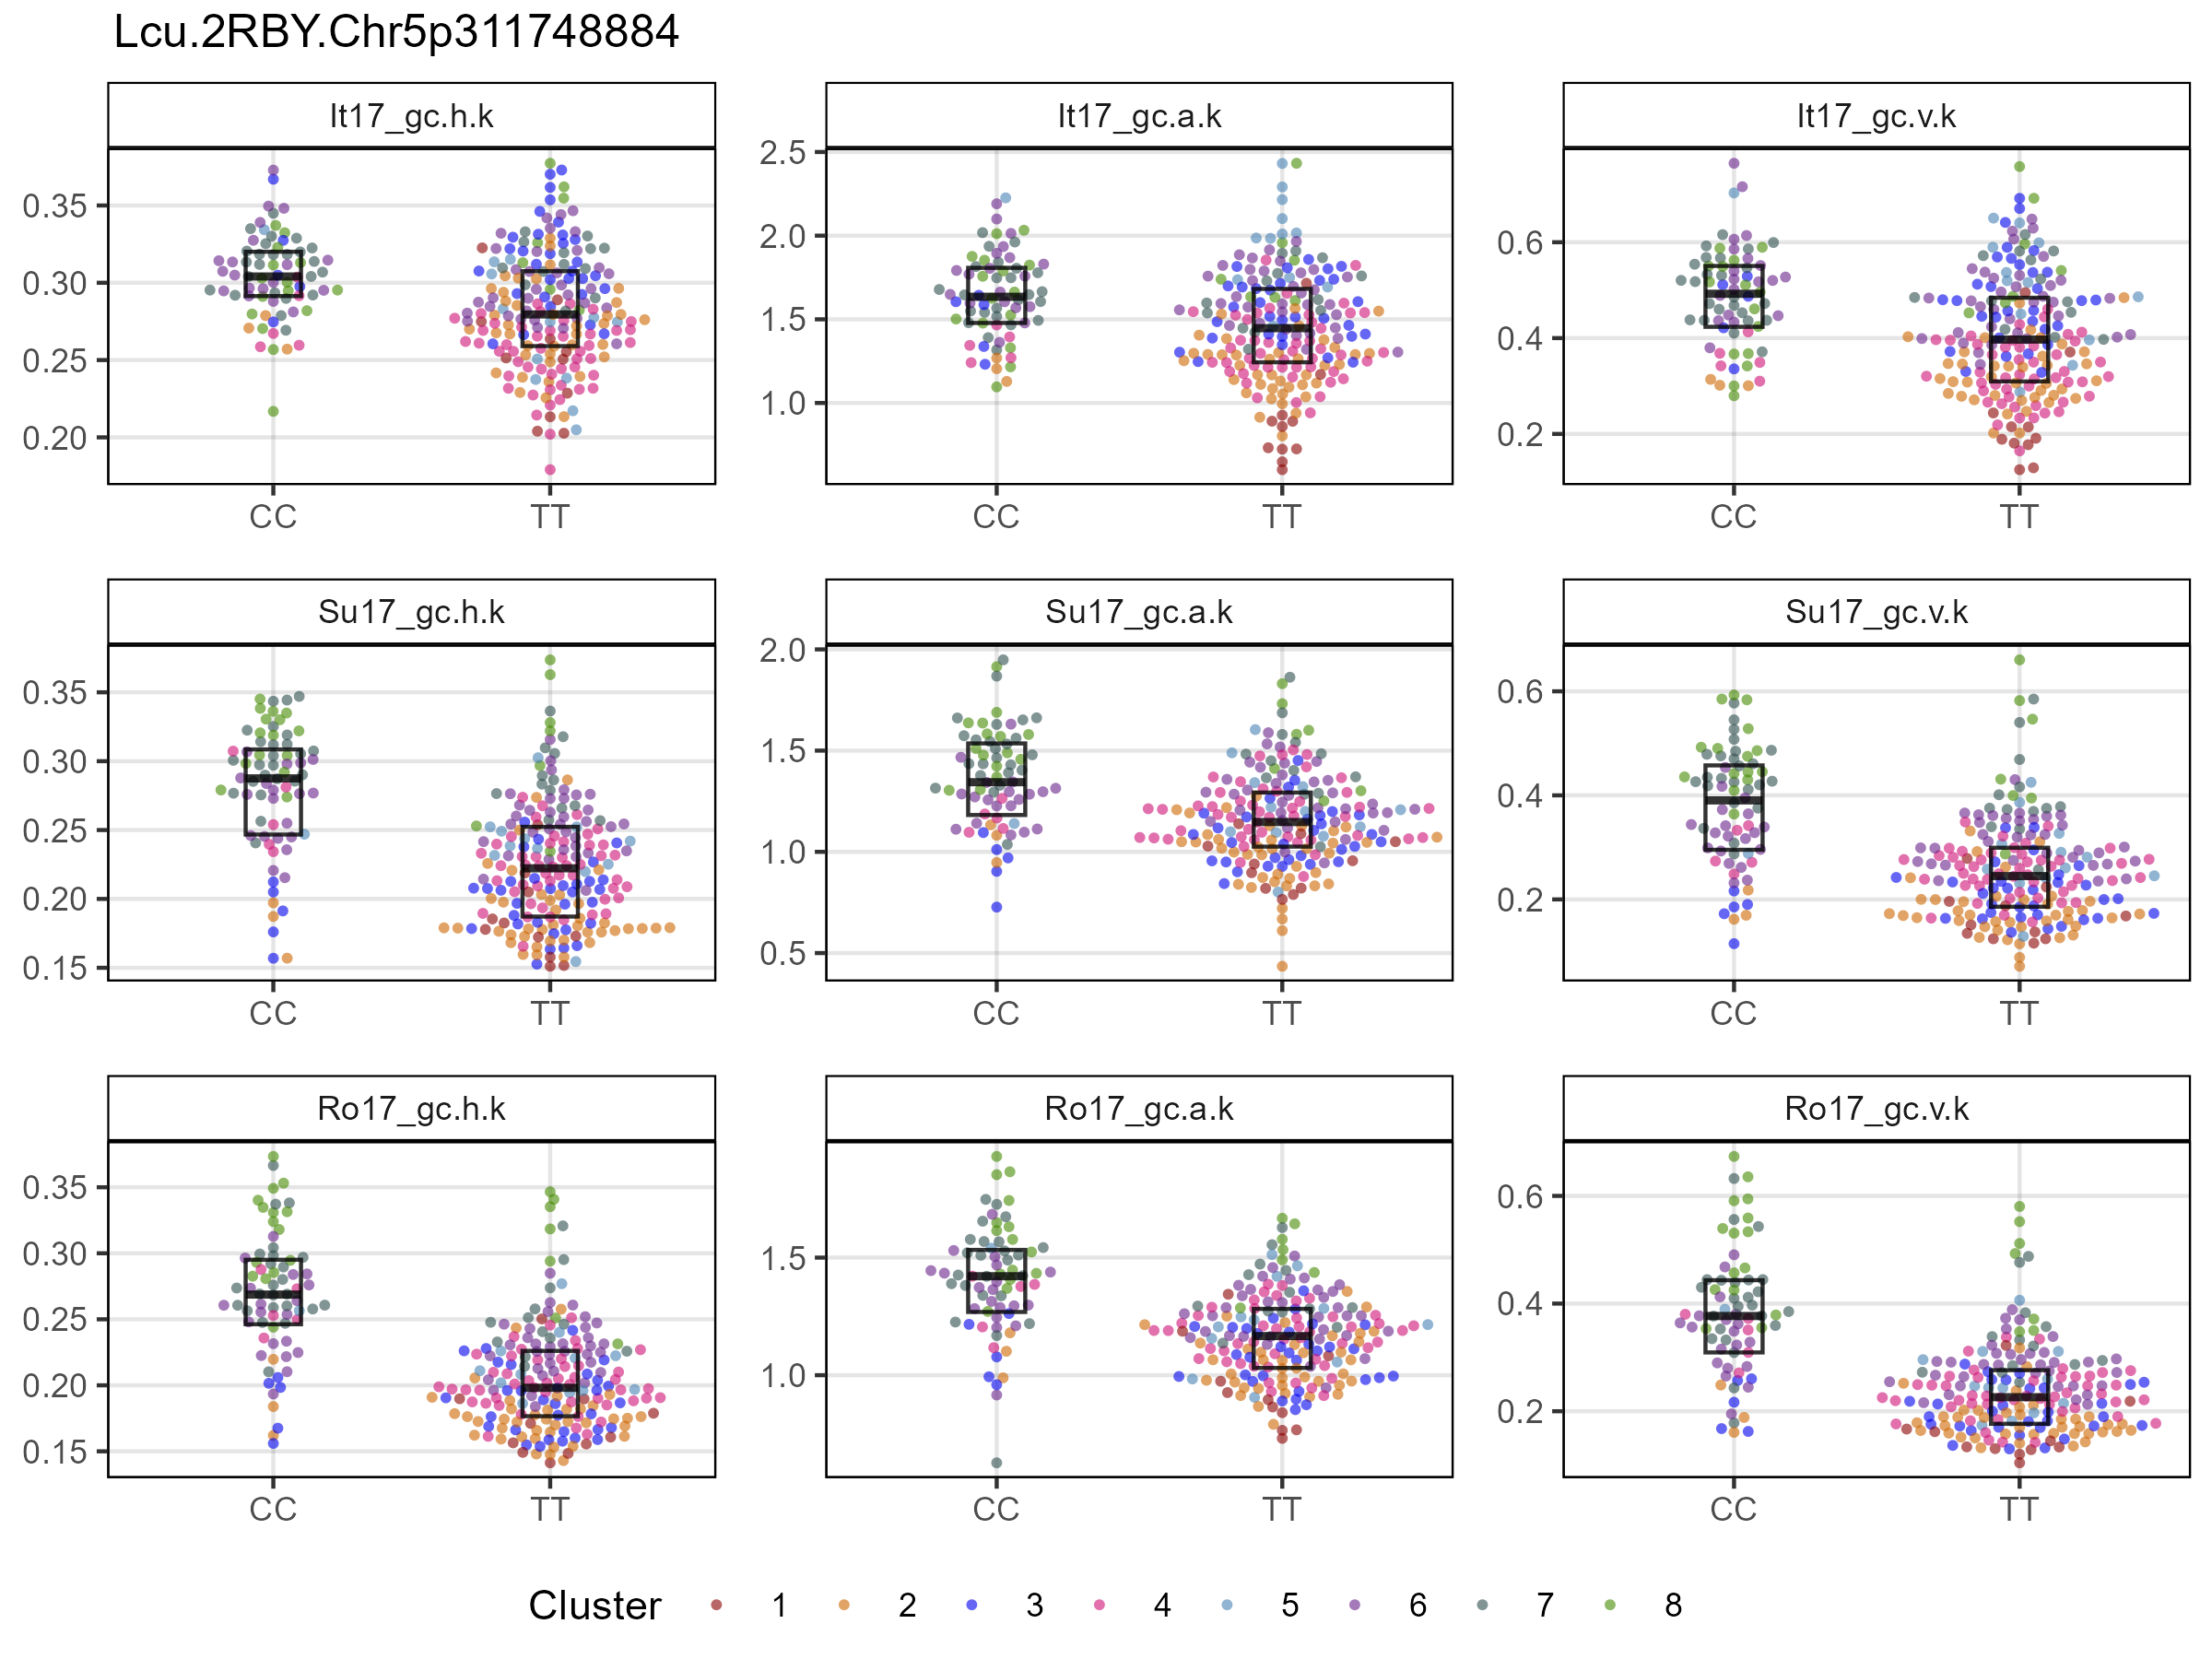 Lcu.2RBY.Chr5p311748884
It17_gc.h.k
It17_gc.a.k
It17_gc.v.k
0.35
0.30
0.25
0.20
CC TT
2.5
2.0
1.5
1.0
CC TT
0.6
0.4
0.2
CC TT
Su17_gc.h.k
Su17_gc.a.k
Su17_gc.v.k
0.35
0.30
0.25
0.20
0.15
CC TT
2.0
1.5
1.0
0.5
CC TT
0.6
0.4
0.2
CC TT
Ro17_gc.h.k
Ro17_gc.a.k
Ro17_gc.v.k
0.35
0.30
0.25
0.20
0.15
CC TT
1.5
1.0
CC TT
0.6
0.4
0.2
CC TT
Cluster 1 2 3 4 5 6 7 8